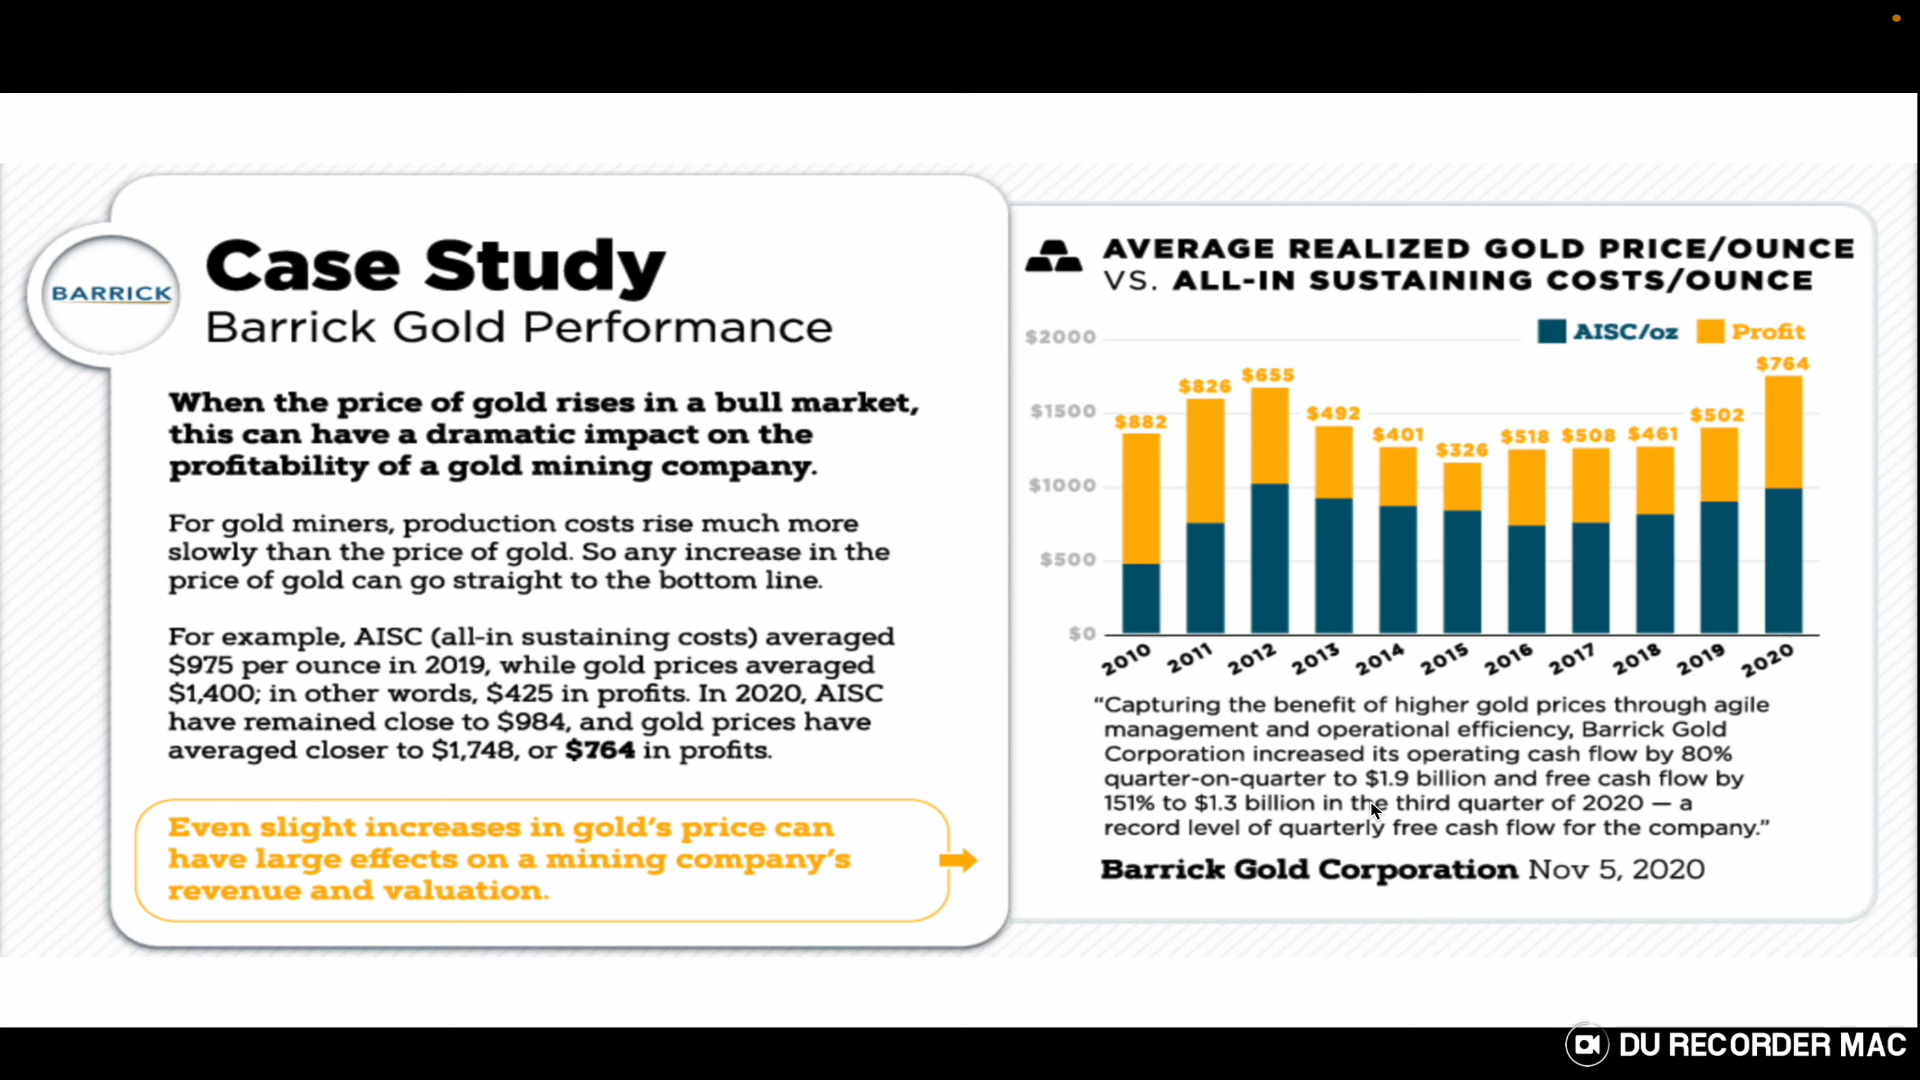 BARRICK
Case Study
Barrick Gold Performance
When the price of gold rises in a bull market,
this can have a dramatic impact on the
profitability of a gold mining company.
For gold miners, production costs rise much more
slowly than the price of gold. So any increase in the
price of gold can go straight to the bottom line.
For example, AISC (all-in sustaining costs) averaged
$975 per ounce in 2019, while gold prices averaged
$1,400; in other words, $425 in profits. In 2020, AISC
have remained close to $984, and gold prices have
averaged closer to $1,748, or $764 in profits.
Even slight increases in gold's price can
have large effects on a mining company's
revenue and valuation.
AVERAGE REALIZED GOLD PRICE/OUNCE
VS. ALL-IN SUSTAINING COSTS/OUNCE
AISC/oz Profit
$2000
$1500
$1000
$500
$0
$882 $826 $655 $492 $401 $326 $518 $508 $461 $502 $764
2010 2011 2012 2013 2014 2015 2016 2017 2018 2019 2020
“Capturing the benefit of higher gold prices through agile
management and operational efficiency, Barrick Gold
Corporation increased its operating cash flow by 80%
quarter-on-quarter to $1.9 billion and free cash flow by
151% to $1.3 billion in the third quarter of 2020 — a
record level of quarterly free cash flow for the company.”
Barrick Gold Corporation Nov 5, 2020
DU RECORDER MAC